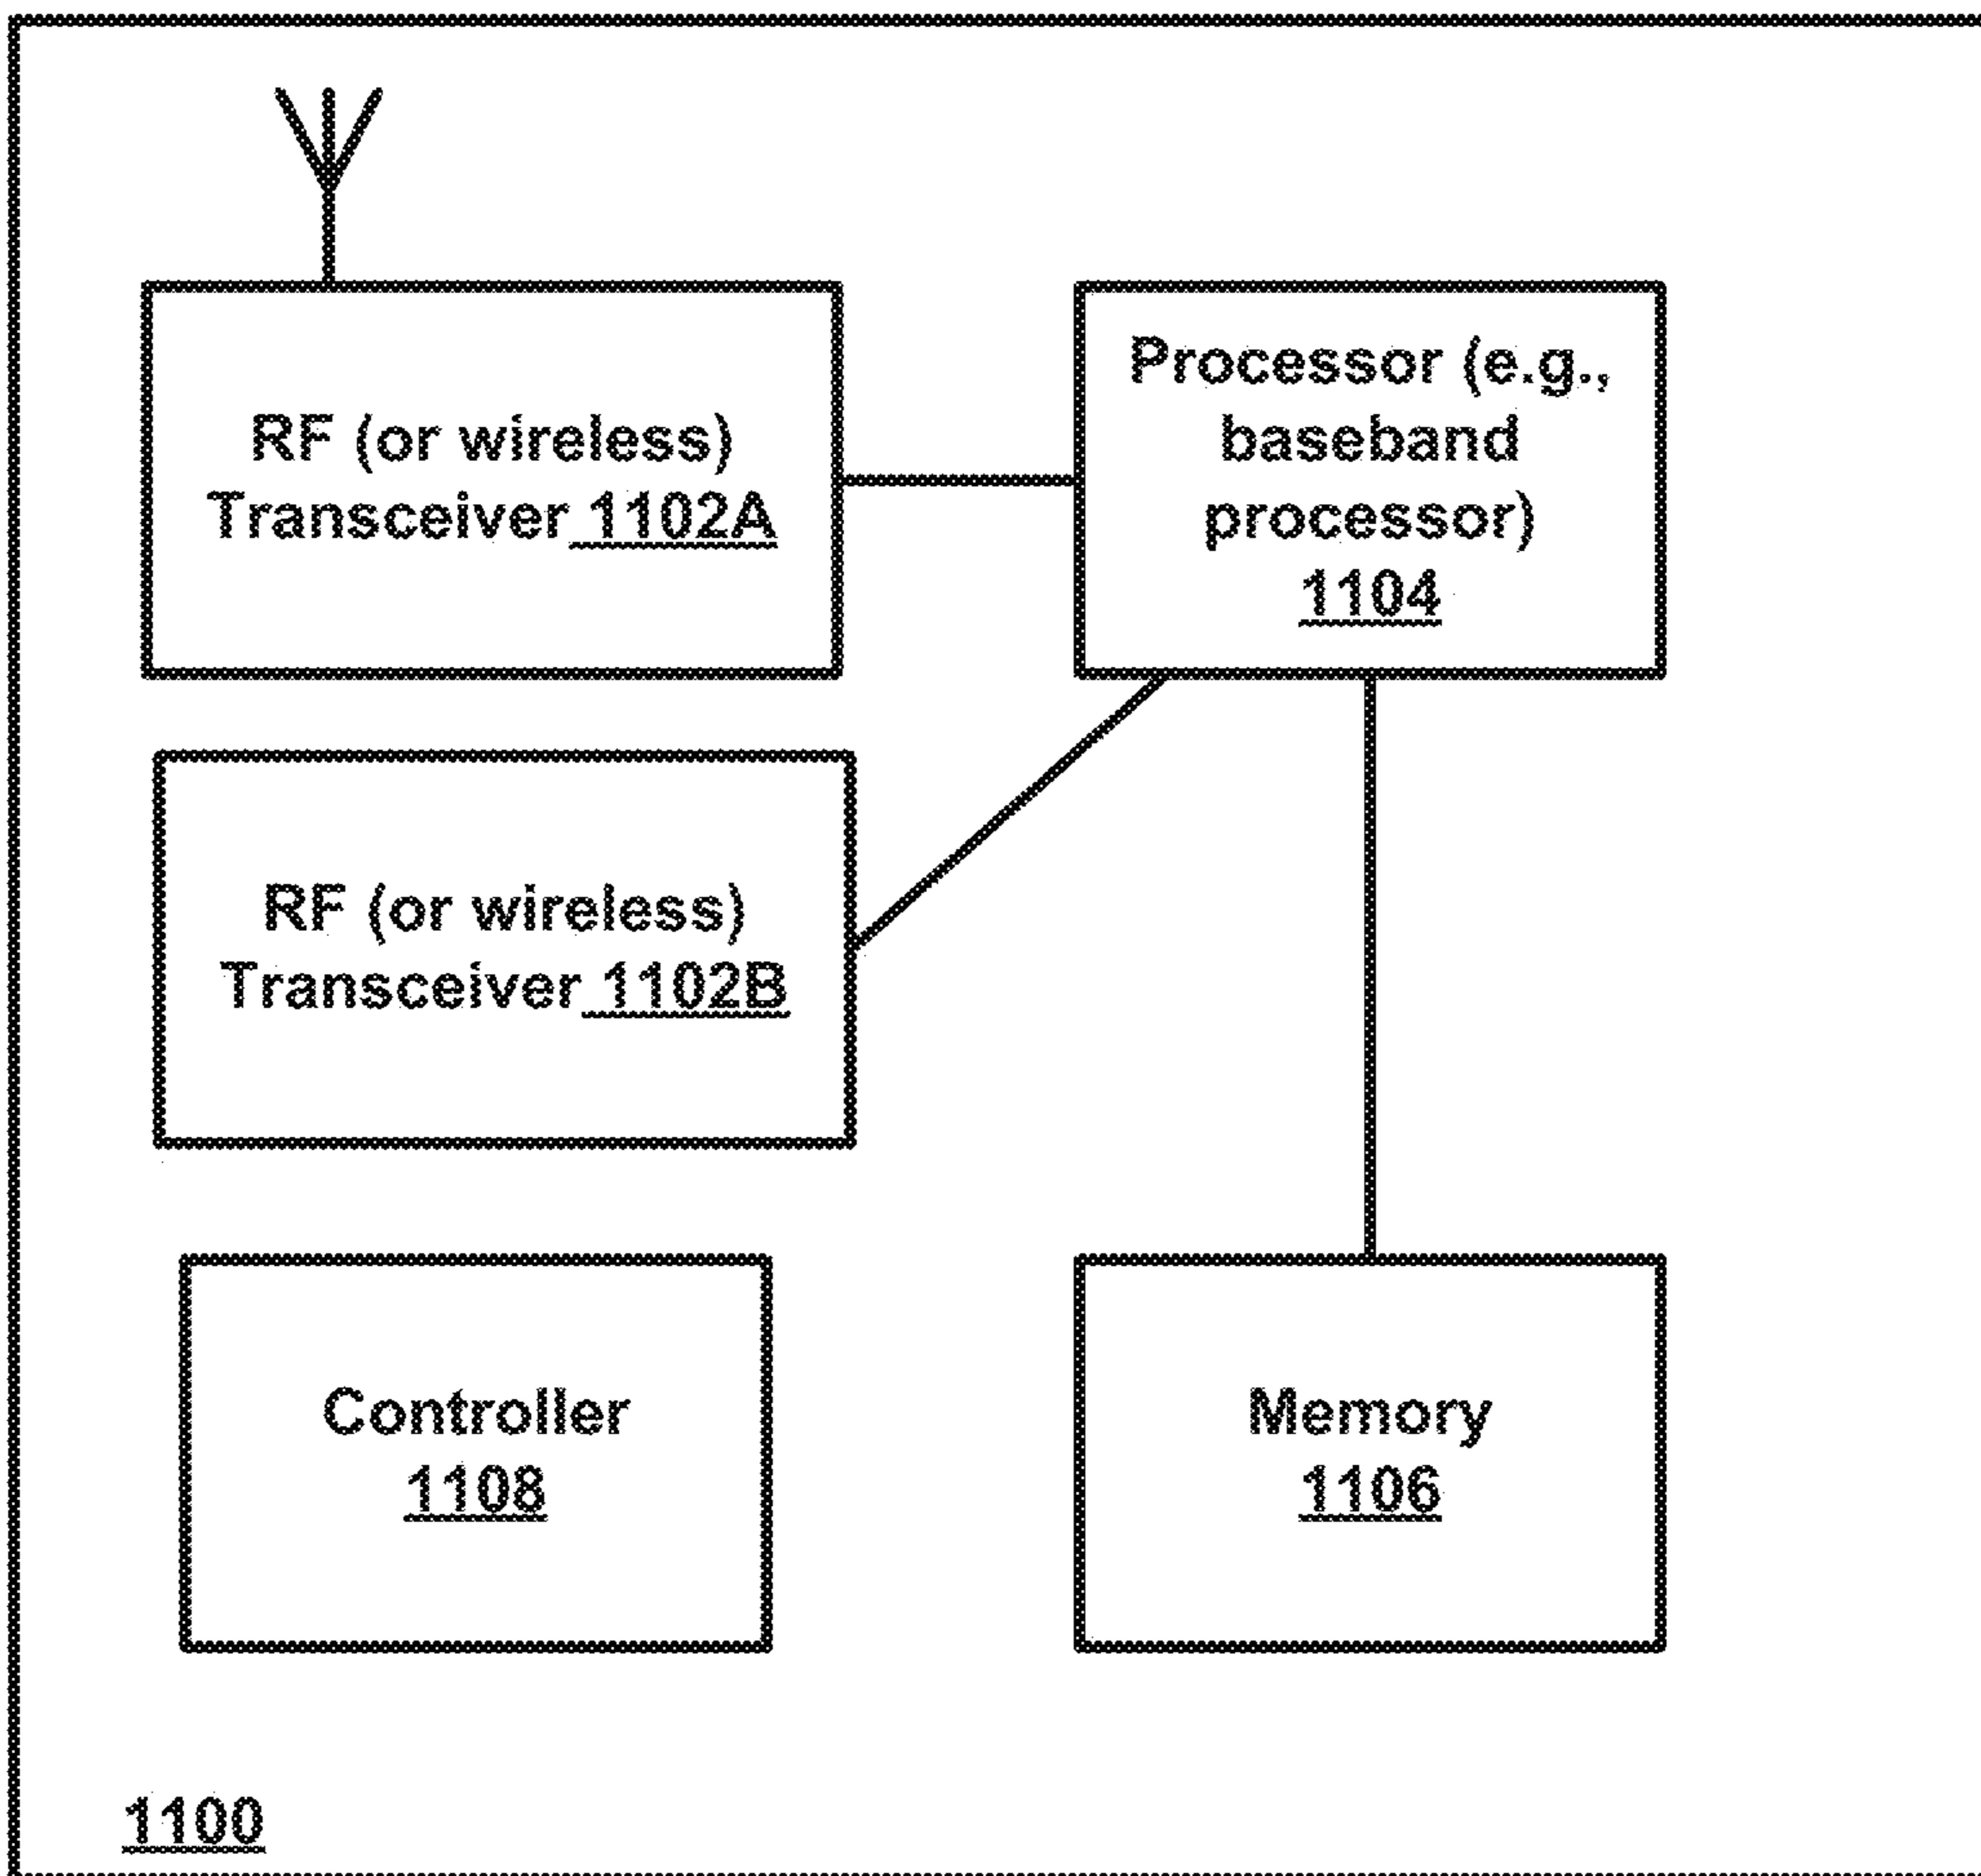 RF (or wireless)
Transceiver 1102A
Processor (e.g.,
baseband
processor)
1104
RF (or wireless)
Transceiver 1102B
Controller
1108
Memory
1106
1100